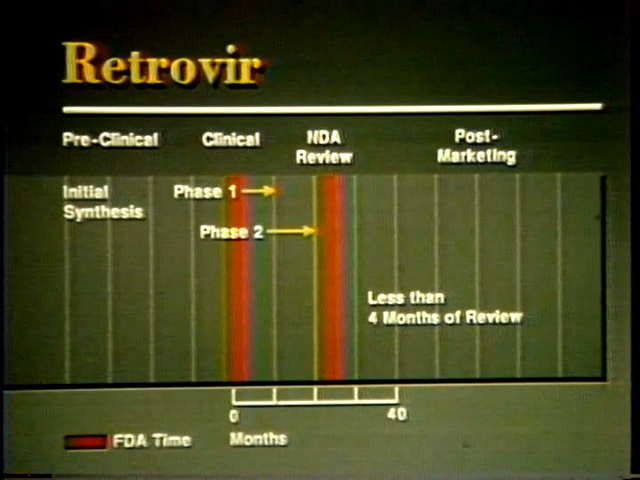 Retrovir
Pre-Clinical
Clinical
NDA
Review
Post-
Marketing
Initial
Synthesis
Phase 1
Phase 2
Less than
4 Months of Review
0
40
Months
FDA Time